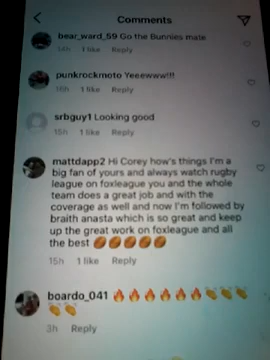 Comments
bear_ward_59 Go the Bunnies mate
1 like Reply
punkrockmoto Yeeewww!!!
16h 1 like Reply
srbguy1 Looking good
15h 1 like Reply
mattdapp2 Hi Corey how's things I'm a
big fan of yours and always watch rugby
league on foxleague you and the whole
team does a great job and with the
coverage as well and now I'm followed by
braith anasta which is so great and keep
up the great work on foxleague and all
the best 🏉🏉🏉🏉🏉
15h 1 like Reply
boardo_041 🔥🔥🔥🔥🔥🔥👏👏👏
👏👏
3h Reply